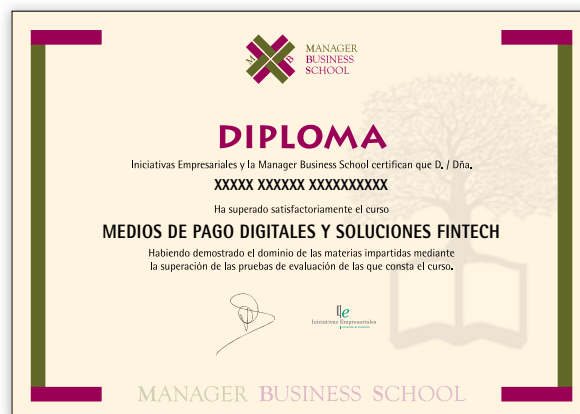 M B
MANAGER
BUSINESS
SCHOOL
DIPLOMA
Iniciativas Empresariales y la Manager Business School certifican que D. / Dña.
XXXXX XXXXXX XXXXXXXXXX
Ha superado satisfactoriamente el curso
MEDIOS DE PAGO DIGITALES Y SOLUCIONES FINTECH
Habiendo demostrado el dominio de las materias impartidas mediante
la superación de las pruebas de evaluación de las que consta el curso.
Iniciativas Empresariales
MANAGER BUSINESS SCHOOL